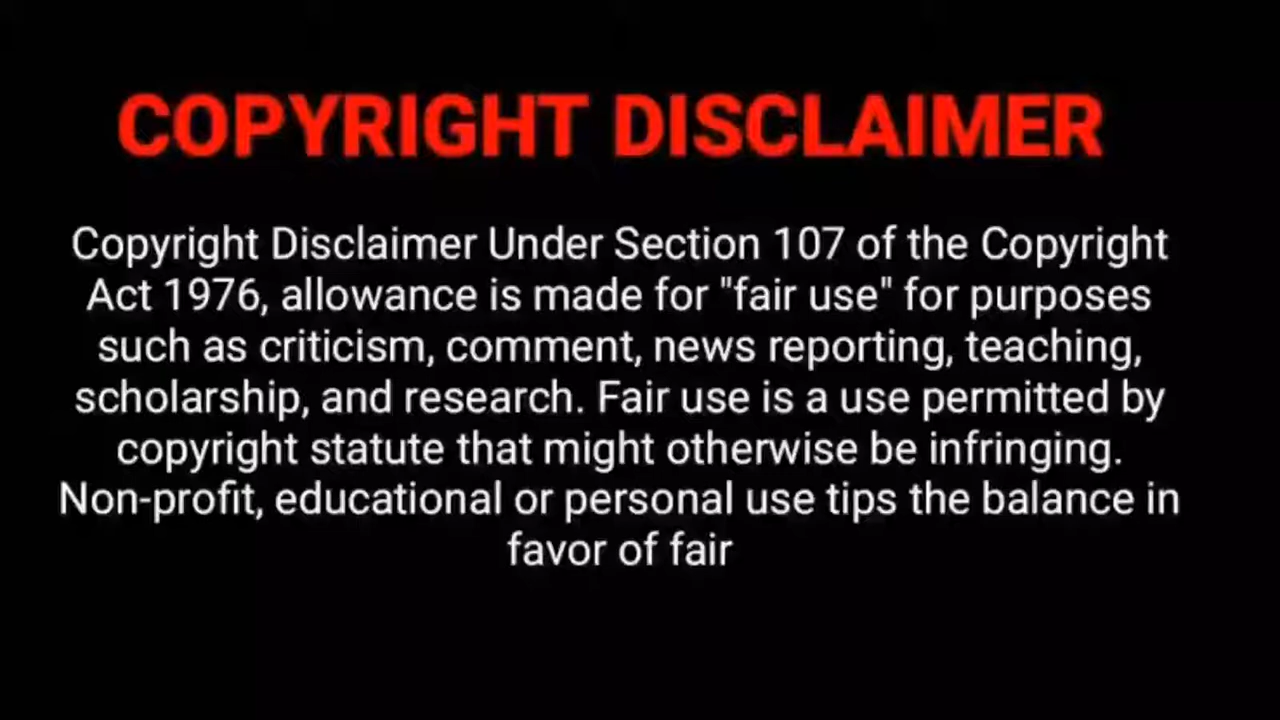 COPYRIGHT DISCLAIMER
Copyright Disclaimer Under Section 107 of the Copyright
Act 1976, allowance is made for "fair use" for purposes
such as criticism, comment, news reporting, teaching,
scholarship, and research. Fair use is a use permitted by
copyright statute that might otherwise be infringing.
Non-profit, educational or personal use tips the balance in
favor of fair